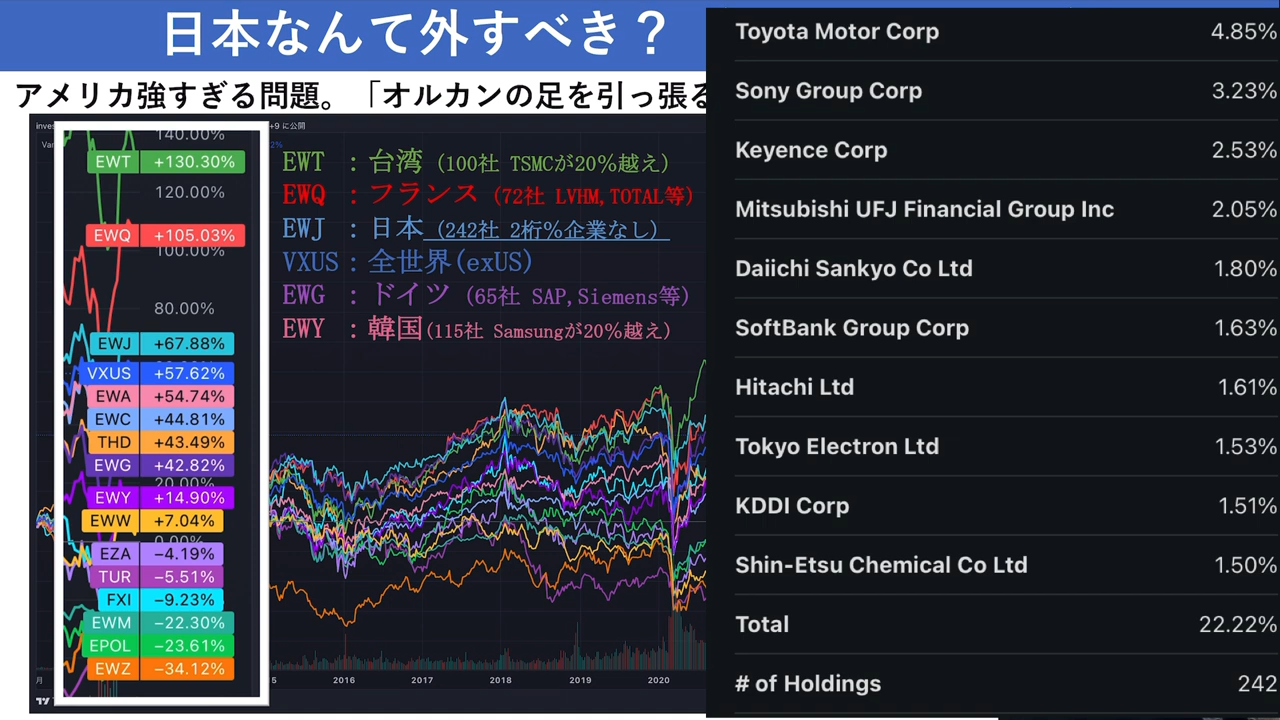 日本なんて外すべき？
アメリカ強すぎる問題。「オルカンの足を引っ張る
inves
+9 に公開
Van
2%
140.00%
EWT +130.30%
120.00%
EWQ +105.03%
100.00%
80.00%
EWJ +67.88%
VXUS +57.62%
EWA +54.74%
EWC +44.81%
THD +43.49%
EWG +42.82%
20.00%
EWY +14.90%
EWW +7.04%
0.00%
EZA −4.19%
TUR −5.51%
FXI −9.23%
EWM −22.30%
EPOL −23.61%
EWZ −34.12%
EWT : 台湾 (100社 TSMCが20%越え)
EWQ : フランス (72社 LVHM,TOTAL等)
EWJ : 日本 (242社 2桁%企業なし)
VXUS : 全世界(exUS)
EWG : ドイツ (65社 SAP,Siemens等)
EWY : 韓国(115社 Samsungが20%越え)
月 5 2016 2017 2018 2019 2020
Toyota Motor Corp 4.85%
Sony Group Corp 3.23%
Keyence Corp 2.53%
Mitsubishi UFJ Financial Group Inc 2.05%
Daiichi Sankyo Co Ltd 1.80%
SoftBank Group Corp 1.63%
Hitachi Ltd 1.61%
Tokyo Electron Ltd 1.53%
KDDI Corp 1.51%
Shin-Etsu Chemical Co Ltd 1.50%
Total 22.22%
# of Holdings 242